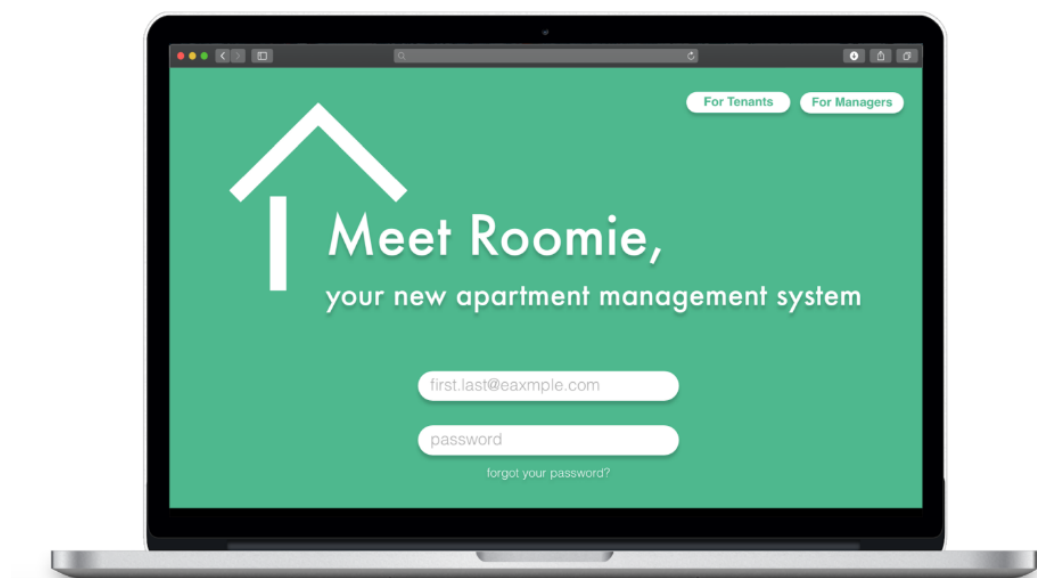 For Tenants
For Managers
Meet Roomie,
your new apartment management system
first.last@eaxmple.com
password
forgot your password?